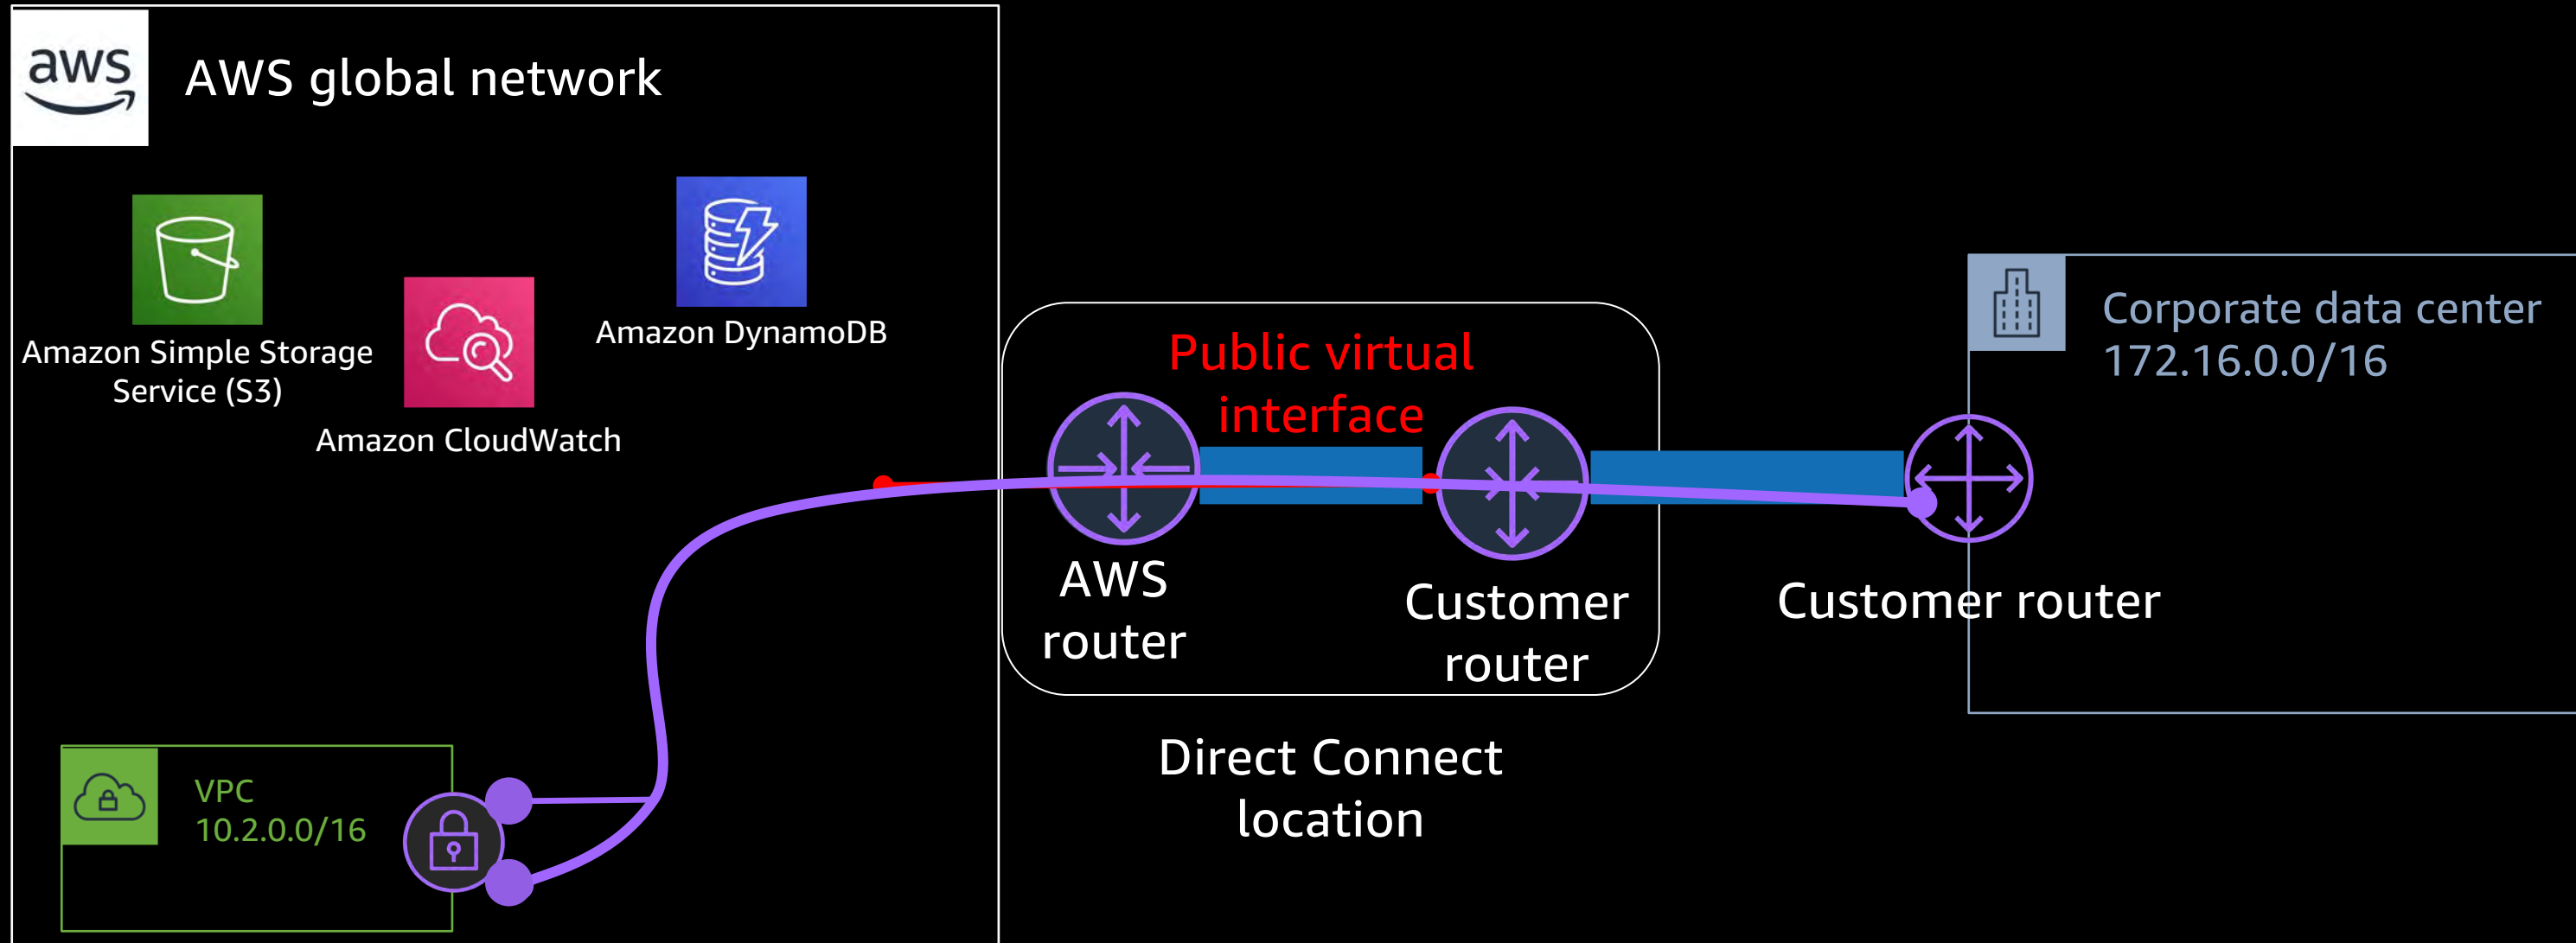 aws
AWS global network
Amazon Simple Storage
Service (S3)
Amazon CloudWatch
Amazon DynamoDB
VPC
10.2.0.0/16
Public virtual
interface
AWS
router
Customer
router
Direct Connect
location
Corporate data center
172.16.0.0/16
Customer router